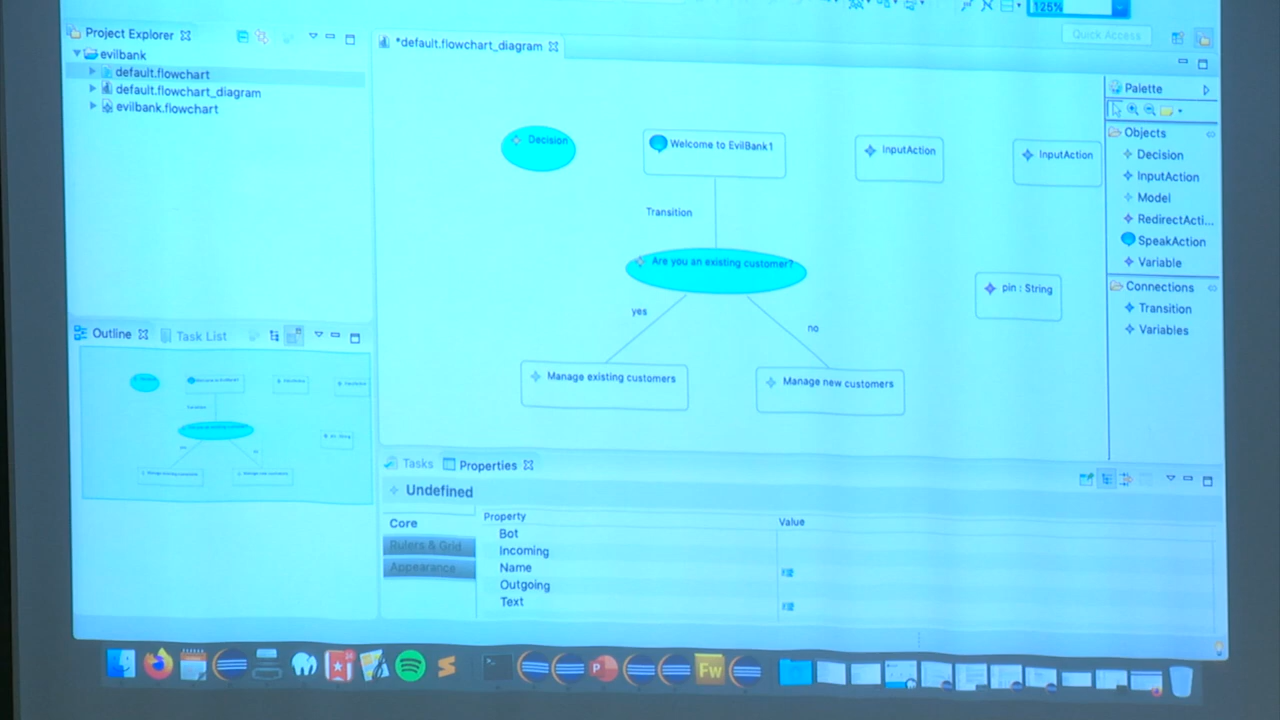 125%
Quick Access
Project Explorer
evilbank
default.flowchart
default.flowchart_diagram
evilbank.flowchart
*default.flowchart_diagram
Decision
Welcome to EvilBank1
InputAction
InputAction
Transition
Are you an existing customer?
yes
no
pin : String
Manage existing customers
Manage new customers
Palette
Objects
Decision
InputAction
Model
RedirectActi...
SpeakAction
Variable
Connections
Transition
Variables
Outline
Task List
Tasks
Properties
Undefined
Core
Rulers & Grid
Appearance
Property
Value
Bot
Incoming
Name
Outgoing
Text
Fw